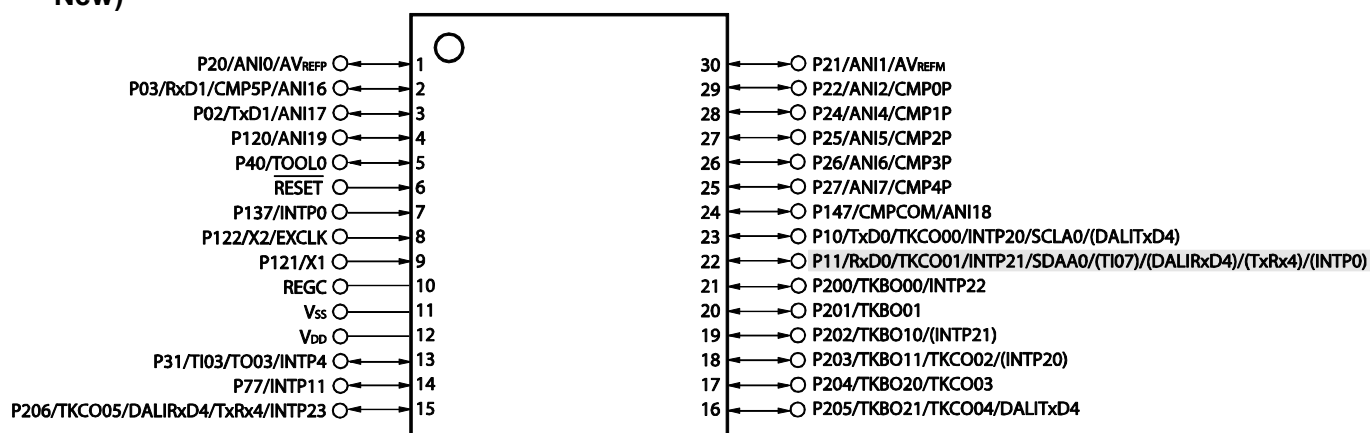 New)
P20/ANI0/AVREFP 1 30 P21/ANI1/AVREFM
P03/RxD1/CMP5P/ANI16 2 29 P22/ANI2/CMP0P
P02/TxD1/ANI17 3 28 P24/ANI4/CMP1P
P120/ANI19 4 27 P25/ANI5/CMP2P
P40/TOOL0 5 26 P26/ANI6/CMP3P
RESET 6 25 P27/ANI7/CMP4P
P137/INTP0 7 24 P147/CMPCOM/ANI18
P122/X2/EXCLK 8 23 P10/TxD0/TKCO00/INTP20/SCLA0/(DALITxD4)
P121/X1 9 22 P11/RxD0/TKCO01/INTP21/SDAA0/(TI07)/(DALIRxD4)/(TxRx4)/(INTP0)
REGC 10 21 P200/TKBO00/INTP22
Vss 11 20 P201/TKBO01
VDD 12 19 P202/TKBO10/(INTP21)
P31/TI03/TO03/INTP4 13 18 P203/TKBO11/TKCO02/(INTP20)
P77/INTP11 14 17 P204/TKBO20/TKCO03
P206/TKCO05/DALIRxD4/TxRx4/INTP23 15 16 P205/TKBO21/TKCO04/DALITxD4